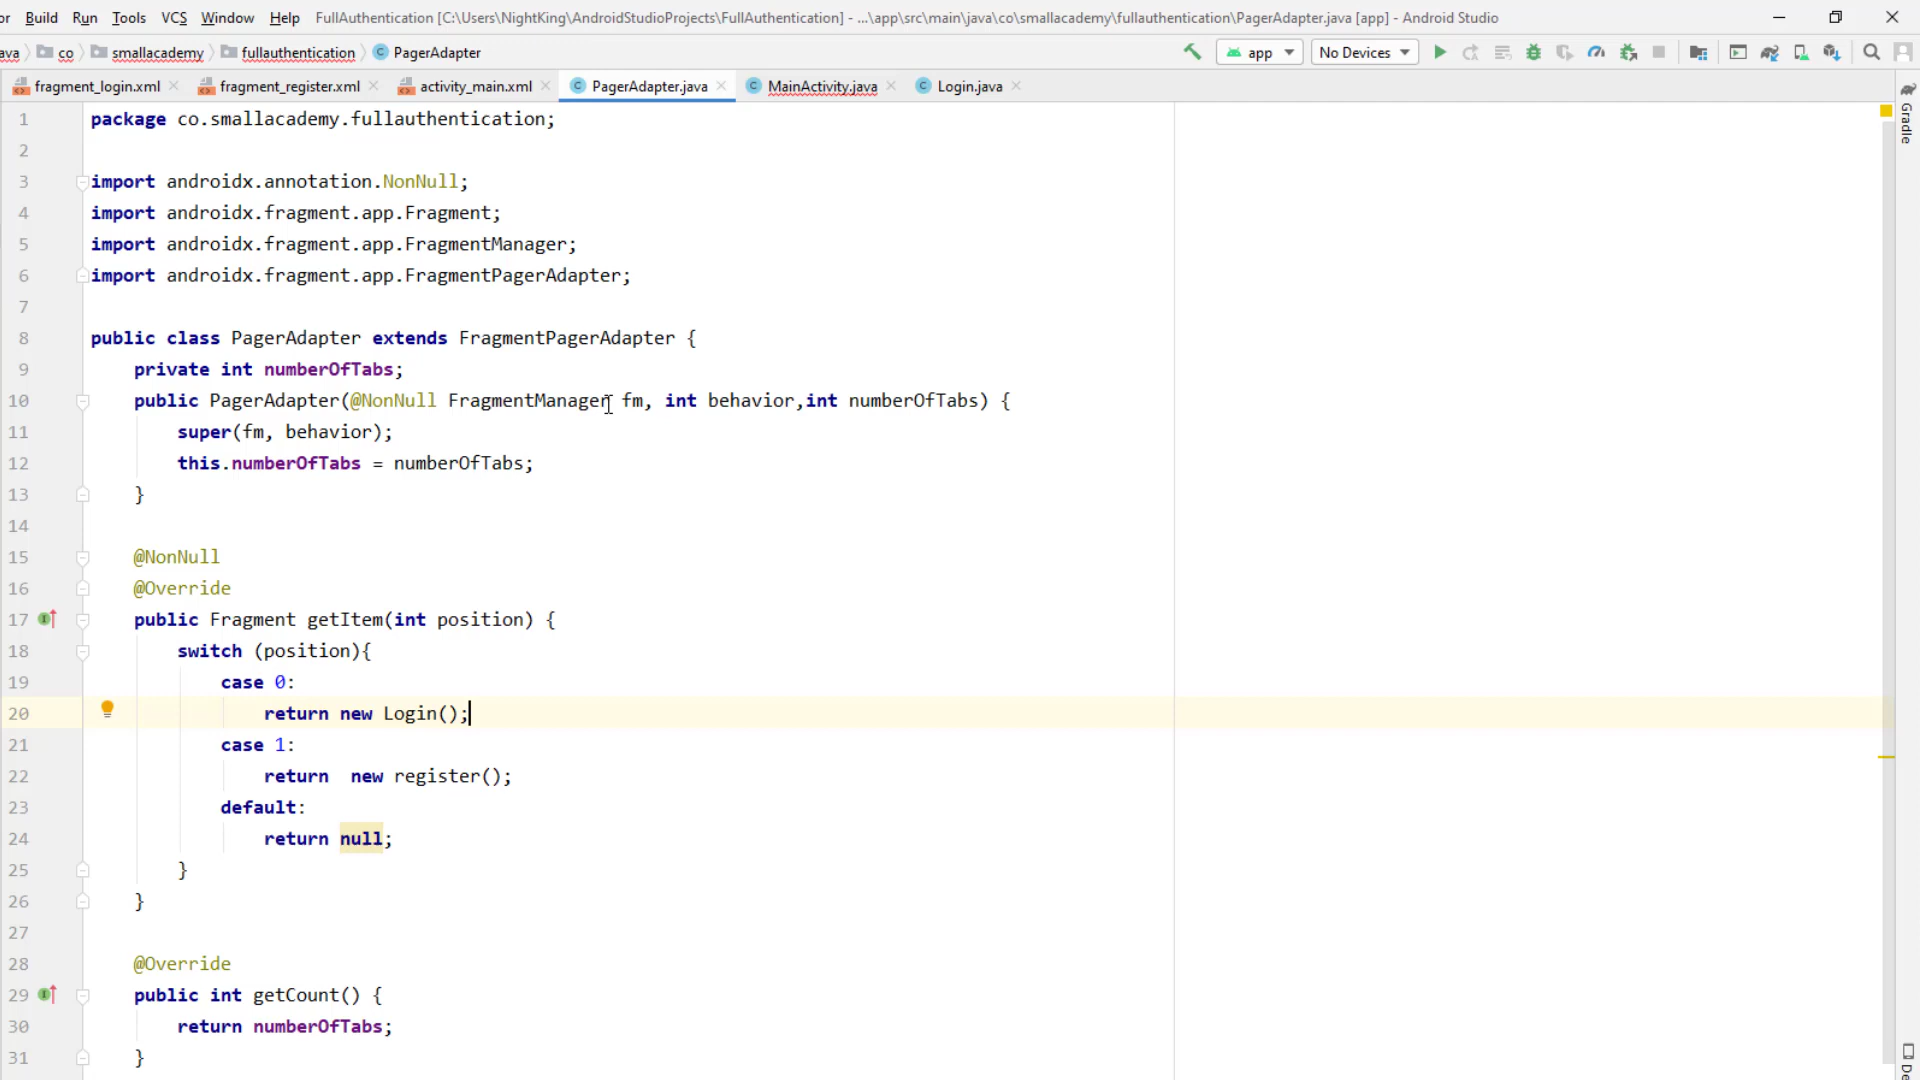 or Build Run Tools VCS Window Help FullAuthentication [C:\Users\NightKing\AndroidStudioProjects\FullAuthentication] - ...\app\src\main\java\co\smallacademy\fullauthentication\PagerAdapter.java [app] - Android Studio
ava co smallacademy fullauthentication PagerAdapter app No Devices
fragment_login.xml fragment_register.xml activity_main.xml PagerAdapter.java MainActivity.java Login.java
Gradle
1 package co.smallacademy.fullauthentication;
2
3 import androidx.annotation.NonNull;
4 import androidx.fragment.app.Fragment;
5 import androidx.fragment.app.FragmentManager;
6 import androidx.fragment.app.FragmentPagerAdapter;
7
8 public class PagerAdapter extends FragmentPagerAdapter {
9 private int numberOfTabs;
10 public PagerAdapter(@NonNull FragmentManager fm, int behavior,int numberOfTabs) {
11 super(fm, behavior);
12 this.numberOfTabs = numberOfTabs;
13 }
14
15 @NonNull
16 @Override
17 public Fragment getItem(int position) {
18 switch (position){
19 case 0:
20 return new Login();
21 case 1:
22 return  new register();
23 default:
24 return null;
25 }
26 }
27
28 @Override
29 public int getCount() {
30 return numberOfTabs;
31 }
De